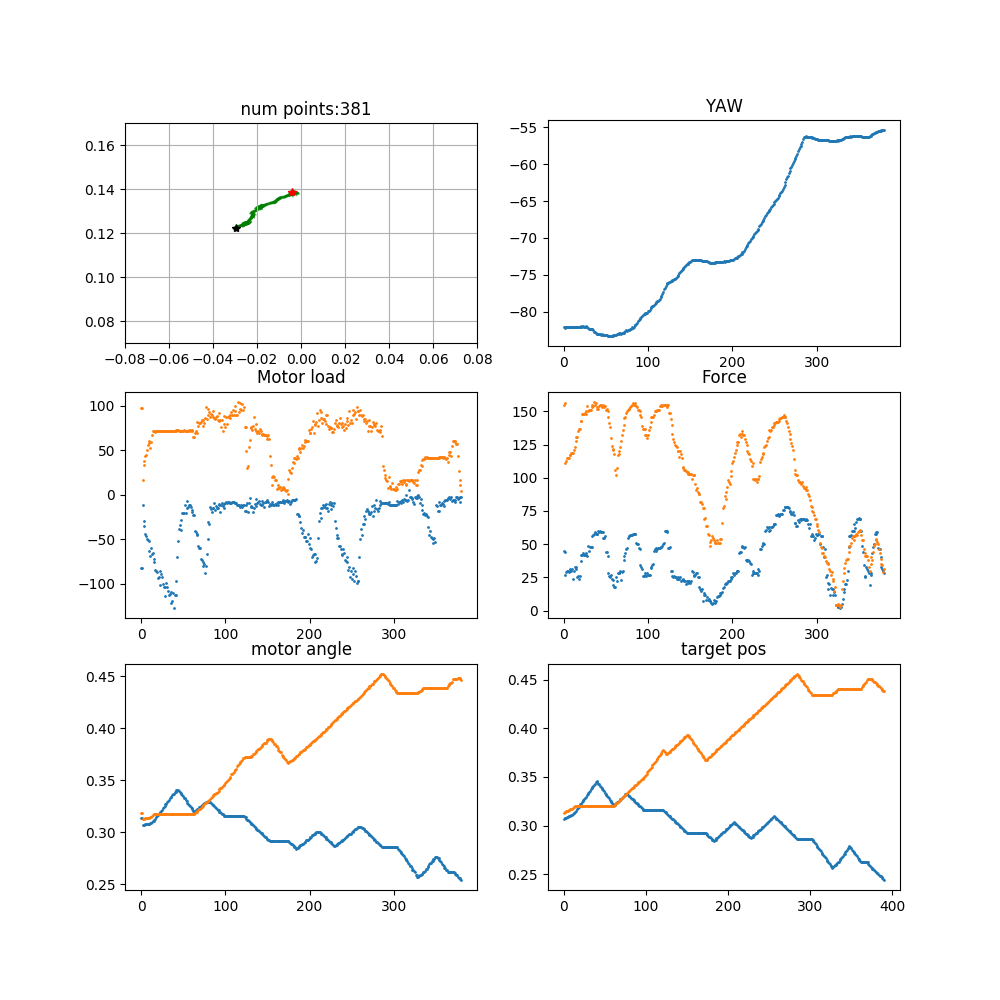 num points:381
YAW
0.16
0.14
0.12
0.10
0.08
−0.08 −0.06 −0.04 −0.02 0.00 0.02 0.04 0.06 0.08
−55
−60
−65
−70
−75
−80
0 100 200 300
Motor load
Force
100
50
0
−50
−100
0 100 200 300
150
125
100
75
50
25
0
0 100 200 300
motor angle
target pos
0.45
0.40
0.35
0.30
0.25
0 100 200 300
0.45
0.40
0.35
0.30
0.25
0 100 200 300 400